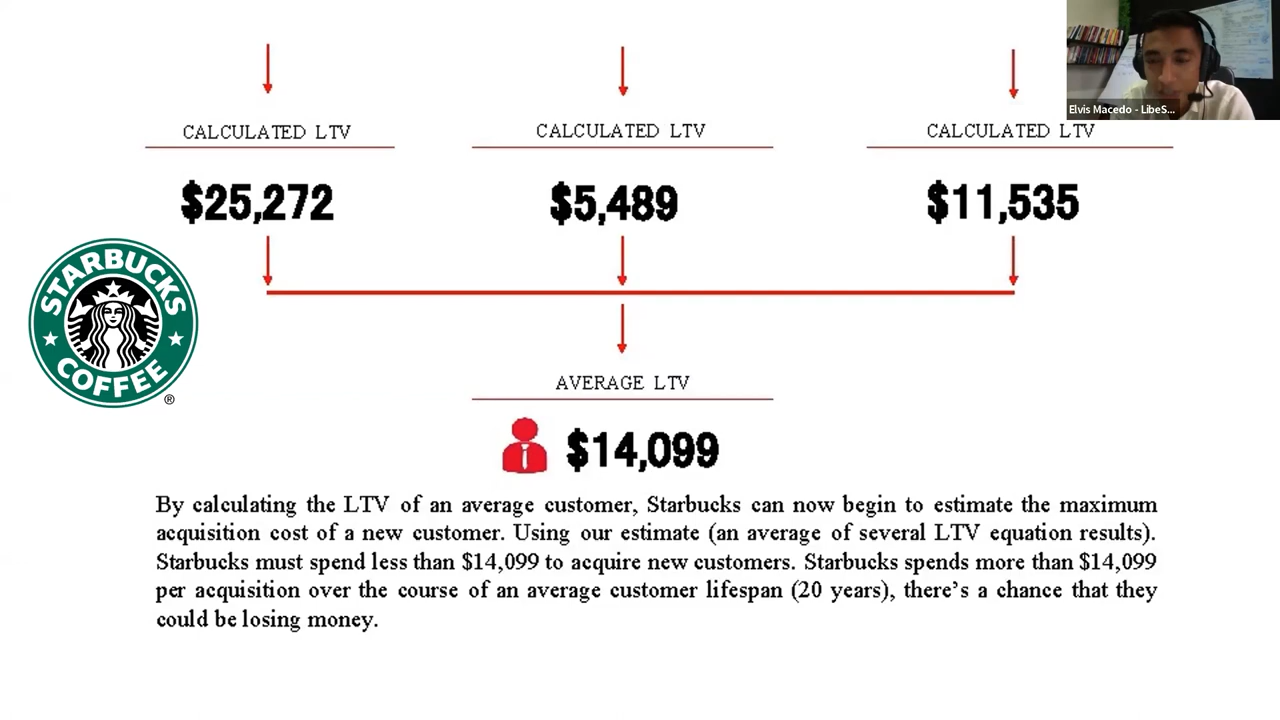 Elvis Macedo - LibeS...
CALCULATED LTV
CALCULATED LTV
CALCULATED LTV
$25,272
$5,489
$11,535
STARBUCKS
COFFEE
®
AVERAGE LTV
$14,099
By calculating the LTV of an average customer, Starbucks can now begin to estimate the maximum
acquisition cost of a new customer. Using our estimate (an average of several LTV equation results).
Starbucks must spend less than $14,099 to acquire new customers. Starbucks spends more than $14,099
per acquisition over the course of an average customer lifespan (20 years), there's a chance that they
could be losing money.